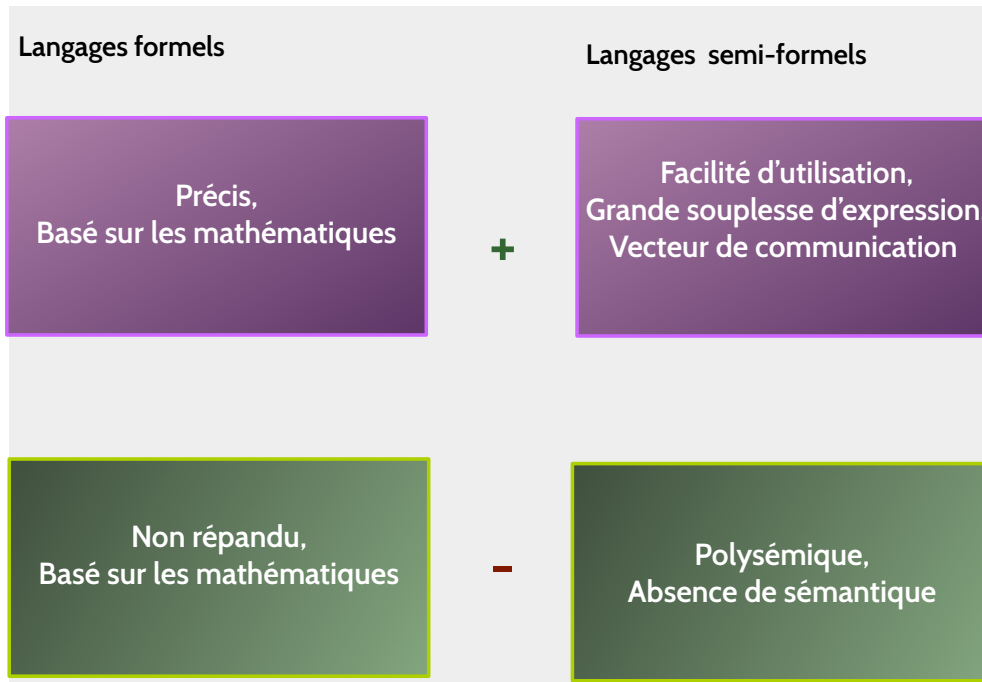 Langages formels
Langages semi-formels
Précis,
Basé sur les mathématiques
+
Facilité d'utilisation,
Grande souplesse d'expression,
Vecteur de communication
Non répandu,
Basé sur les mathématiques
-
Polysémique,
Absence de sémantique